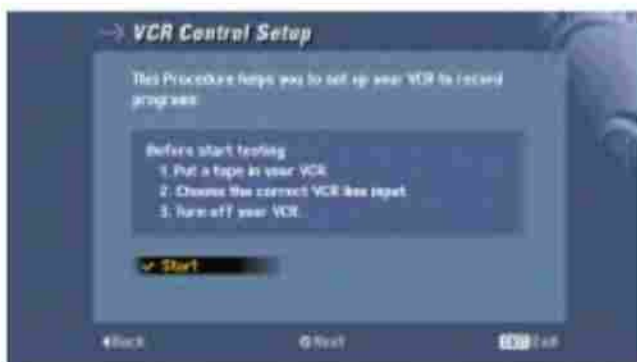 VCR Control Setup
This Procedure helps you to set up your VCR to record
programs
Before start testing
1. Put a tape in your VCR
2. Choose the correct VCR line input
3. Turn off your VCR
Start
Back Next EXIT Exit